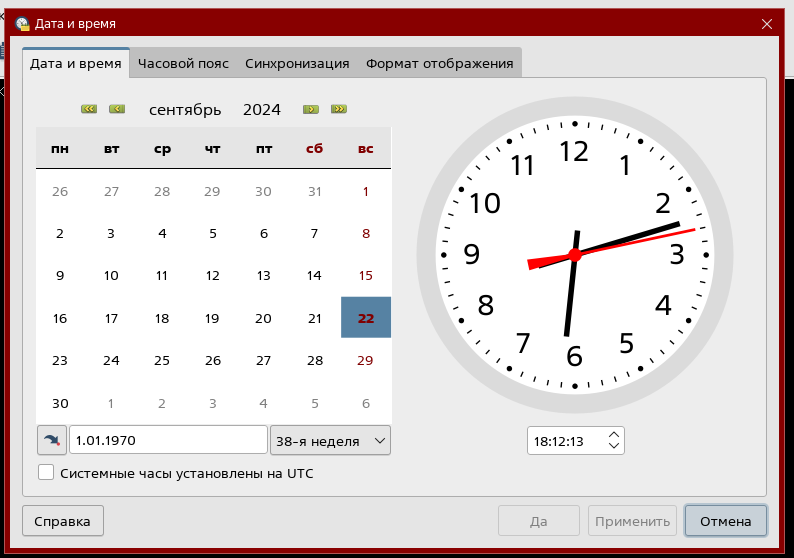 Дата и время
Дата и время Часовой пояс Синхронизация Формат отображения
сентябрь 2024
пн вт ср чт пт сб вс
26 27 28 29 30 31 1
2 3 4 5 6 7 8
9 10 11 12 13 14 15
16 17 18 19 20 21 22
23 24 25 26 27 28 29
30 1 2 3 4 5 6
1.01.1970 38-я неделя
Системные часы установлены на UTC
12 1 2 3 4 5 6 7 8 9 10 11
18:12:13
Справка Да Применить Отмена